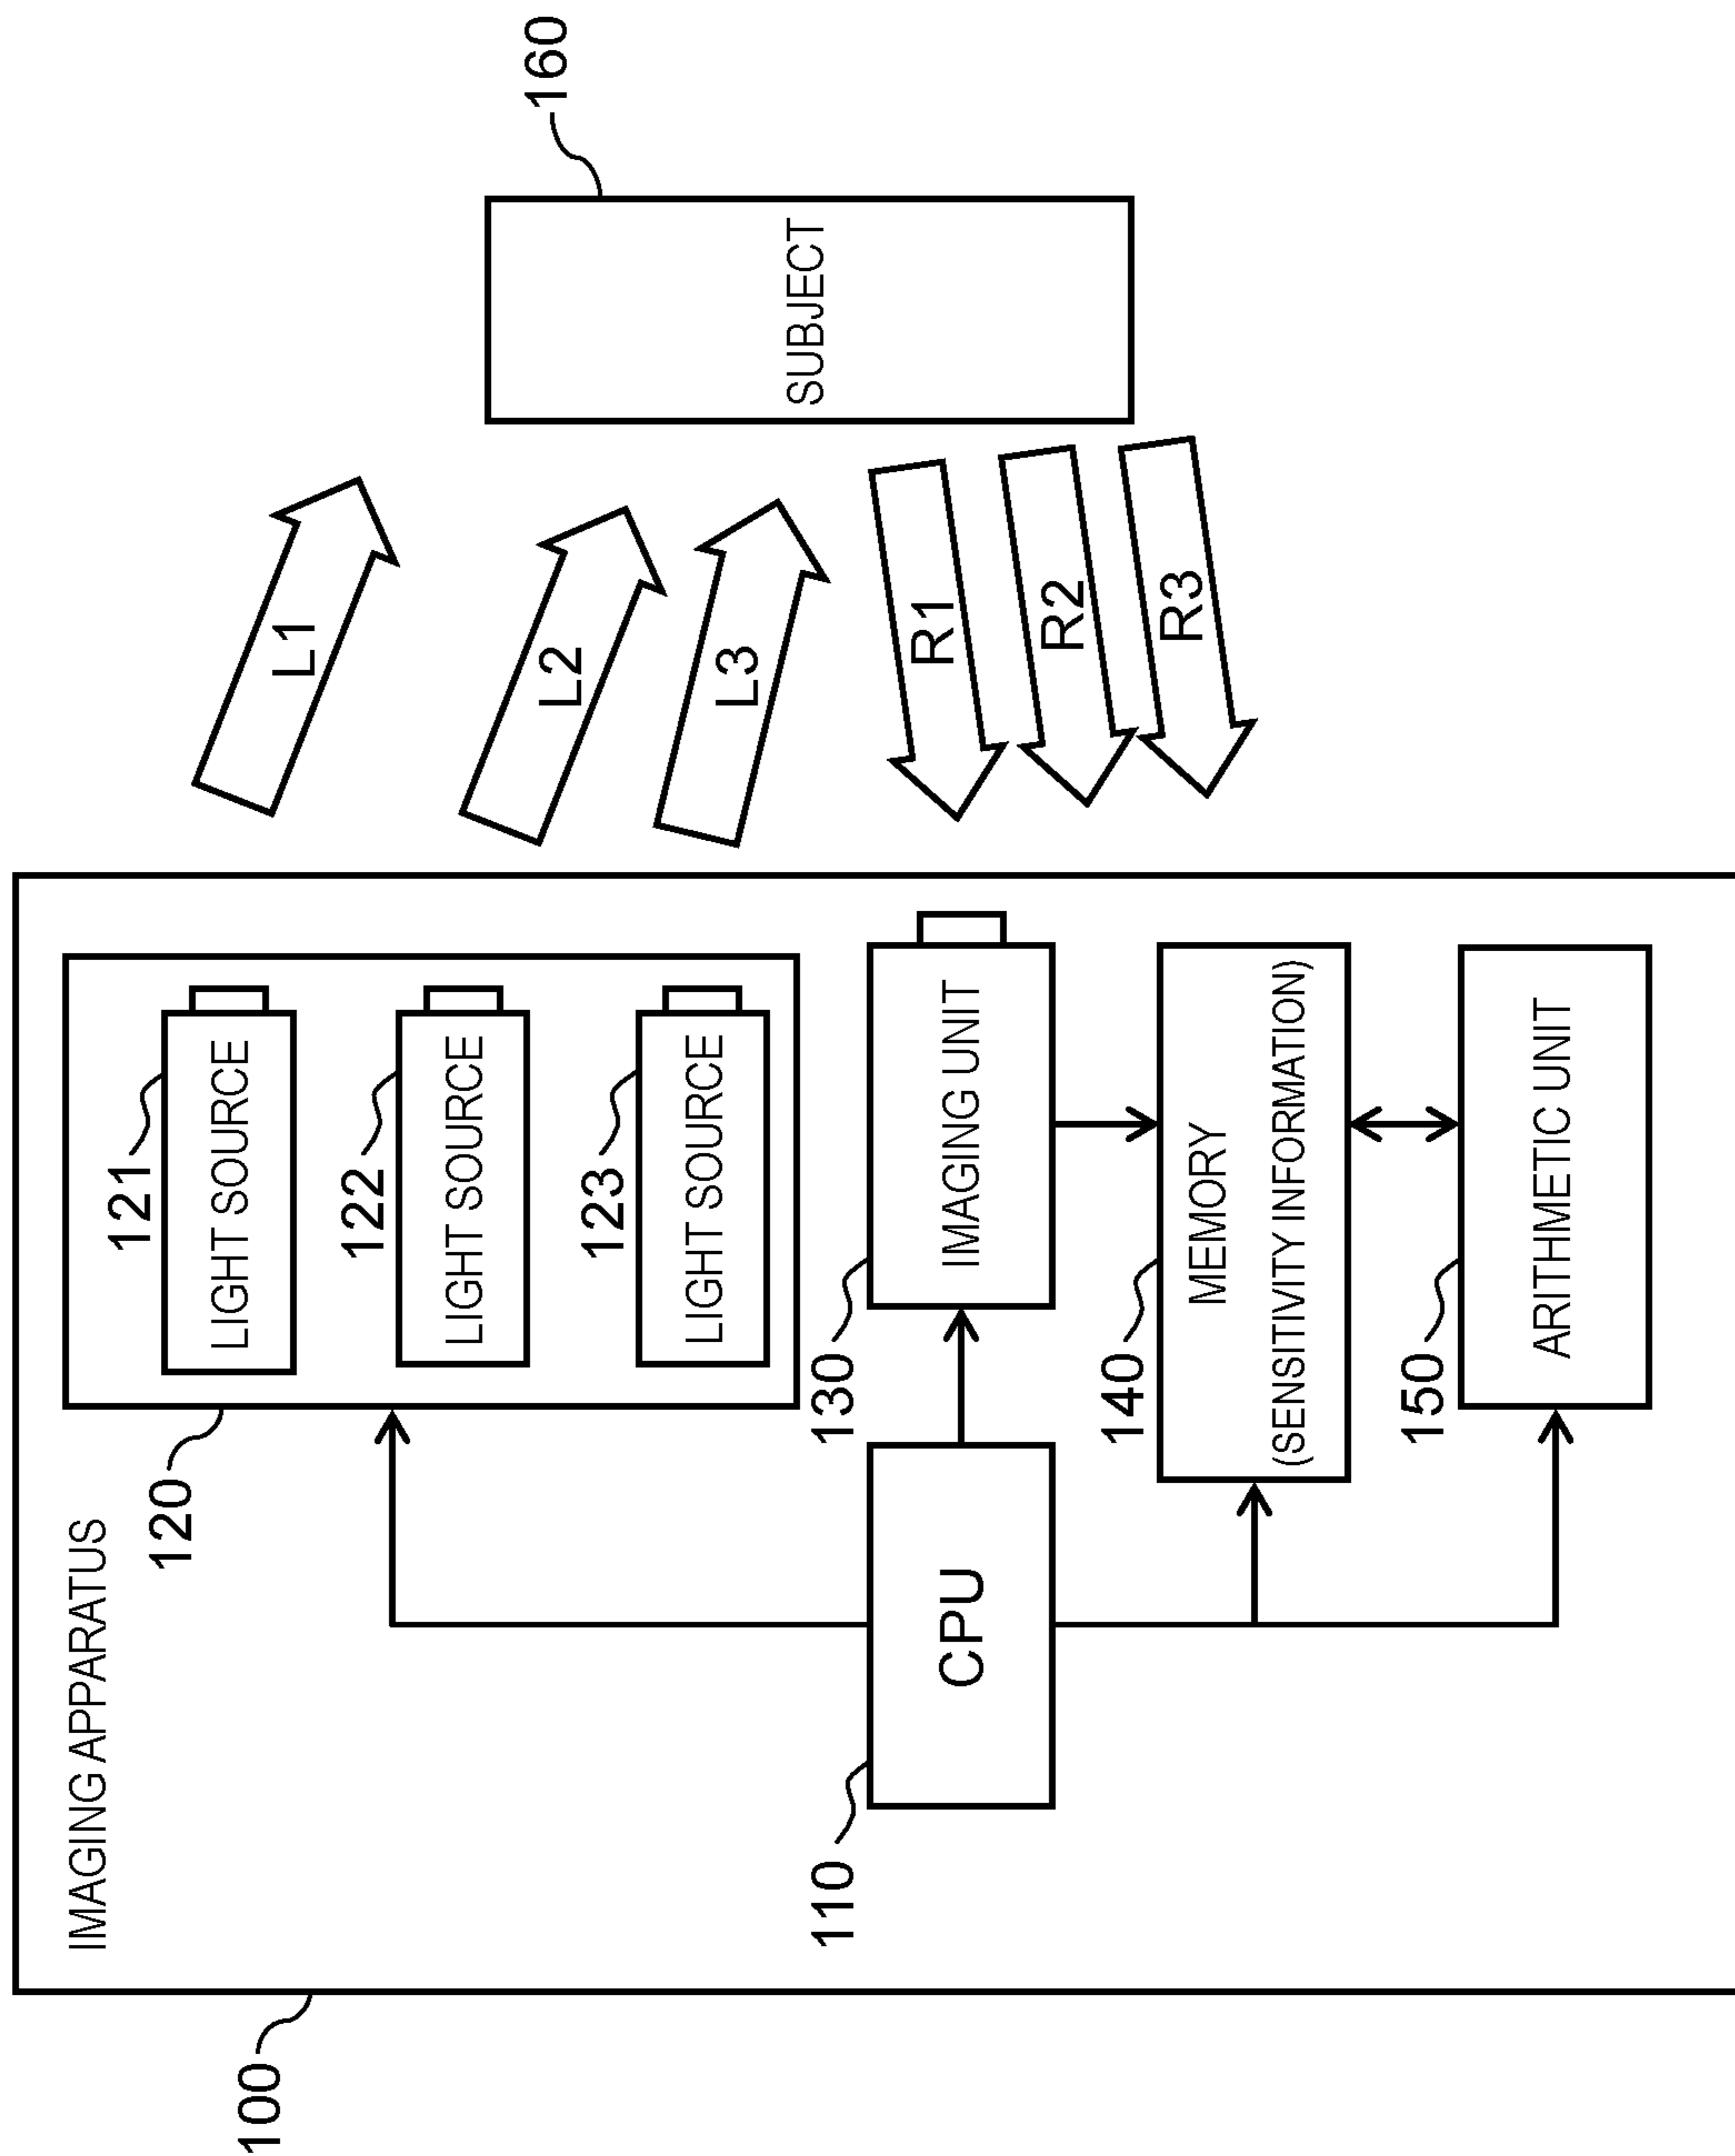 IMAGING APPARATUS
100
120
121
LIGHT SOURCE
122
LIGHT SOURCE
123
LIGHT SOURCE
110
CPU
130
IMAGING UNIT
140
MEMORY
(SENSITIVITY INFORMATION)
150
ARITHMETIC UNIT
L1
L2
L3
R1
R2
R3
160
SUBJECT